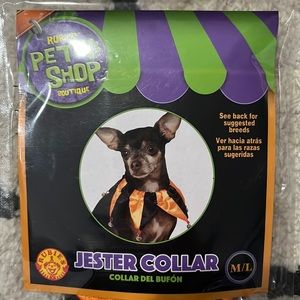 RUBIE'S
PET SHOP
BOUTIQUE
See back for
suggested
breeds
Ver hacia atrás
para las razas
sugeridas
RUBIE'S
JESTER COLLAR
COLLAR DEL BUFÓN
M/L